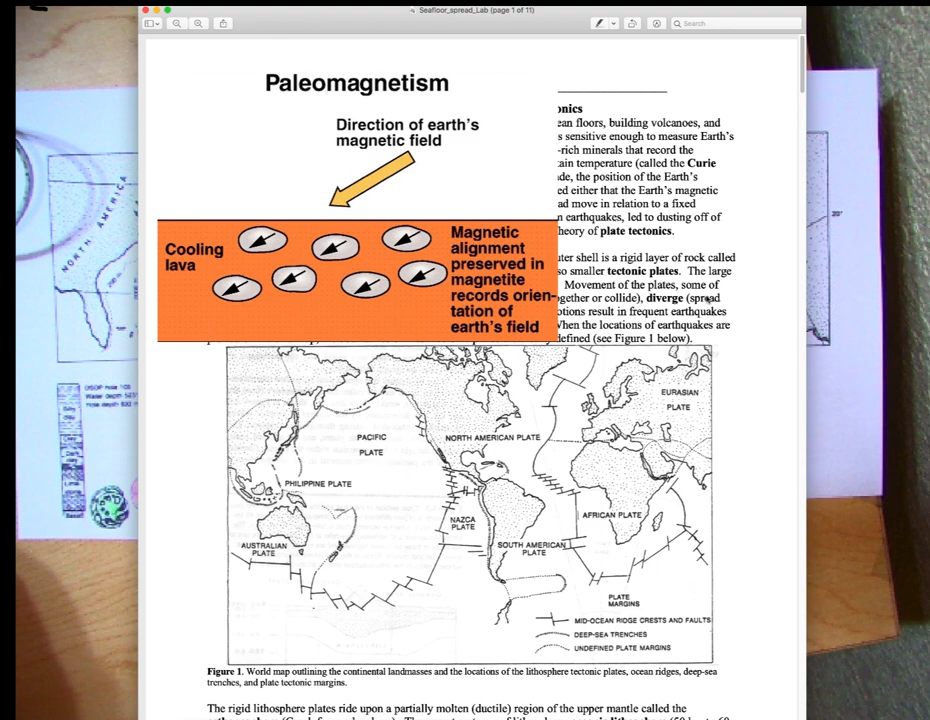 Seafloor_spread_Lab (page 1 of 11)
Search
Paleomagnetism
Direction of earth's
magnetic field
Cooling
lava
Magnetic
alignment
preserved in
magnetite
records orien-
tation of
earth's field
onics
ean floors, building volcanoes, and
s sensitive enough to measure Earth's
-rich minerals that record the
tain temperature (called the Curie
de, the position of the Earth's
ed either that the Earth's magnetic
ad move in relation to a fixed
n earthquakes, led to dusting off of
heory of plate tectonics.
uter shell is a rigid layer of rock called
so smaller tectonic plates. The large
Movement of the plates, some of
ogether or collide), diverge (spread
otions result in frequent earthquakes
When the locations of earthquakes are
defined (see Figure 1 below).
EURASIAN
PLATE
PACIFIC
PLATE
NORTH AMERICAN PLATE
PHILIPPINE PLATE
NAZCA
PLATE
AFRICAN PLATE
AUSTRALIAN
PLATE
SOUTH AMERICAN
PLATE
PLATE
MARGINS
MID-OCEAN RIDGE CRESTS AND FAULTS
DEEP-SEA TRENCHES
UNDEFINED PLATE MARGINS
Figure 1. World map outlining the continental landmasses and the locations of the lithosphere tectonic plates, ocean ridges, deep-sea
trenches, and plate tectonic margins.
The rigid lithosphere plates ride upon a partially molten (ductile) region of the upper mantle called the
NORTH AMERICA
20°